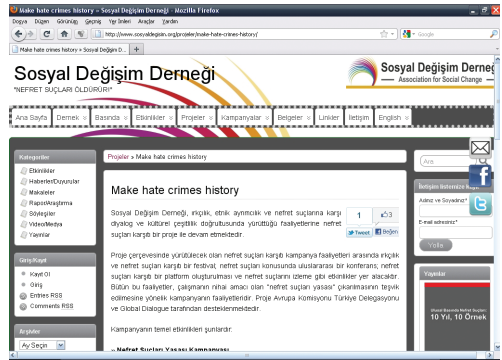 Make hate crimes history » Sosyal Değişim Derneği - Mozilla Firefox
Dosya Düzen Görünüm Geçmiş Yer İmleri Araçlar Yardım
http://www.sosyaldegisim.org/projeler/make-hate-crimes-history/
Google
Make hate crimes history » Sosyal Değişim D...
Sosyal Değişim Derneği
"NEFRET SUÇLARI ÖLDÜRÜR!"
Sosyal Değişim Derneğ
Association for Social Change
Ana Sayfa Dernek Basında Etkinlikler Projeler Kampanyalar Belgeler Linkler İletişim English
Kategoriler
Etkinlikler
Haberler/Duyurular
Makaleler
Rapor/Araştırma
Söyleşiler
Video/Medya
Yayınlar
Giriş/Kayıt
Kayıt Ol
Giriş
Entries RSS
Comments RSS
Arşivler
Ay Seçin
Projeler » Make hate crimes history
Make hate crimes history
1 3
Tweet Beğen
Sosyal Değişim Derneği, ırkçılık, etnik ayrımcılık ve nefret suçlarına karşı
diyalog ve kültürel çeşitlilik doğrultusunda yürüttüğü faaliyetlerine nefret
suçları karşıtı bir proje ile devam etmektedir.
Proje çerçevesinde yürütülecek olan nefret suçları karşıtı kampanya faaliyetleri arasında ırkçılık
ve nefret suçları karşıtı bir festival, nefret suçları konusunda uluslararası bir konferans, nefret
suçları karşıtı bir platform oluşturulması ve nefret suçlarını izleme gibi etkinlikler yer alacaktır.
Bütün bu faaliyetler, çalışmanın nihai amacı olan "nefret suçları yasası" çıkarılmasının teşvik
edilmesine yönelik kampanyanın faaliyetleridir. Proje Avrupa Komisyonu Türkiye Delegasyonu
ve Global Dialogue tarafından desteklenmektedir.
Kampanyanın temel etkinlikleri şunlardır:
» Nefret Suçları Yasası Kampanyası
Ara
İletişim listemize
Adınız ve Soyadınız*
E-mail adresiniz*
Yolla
Yayınlar
Ulusal Basında Nefret Suçları:
10 Yıl, 10 Örnek